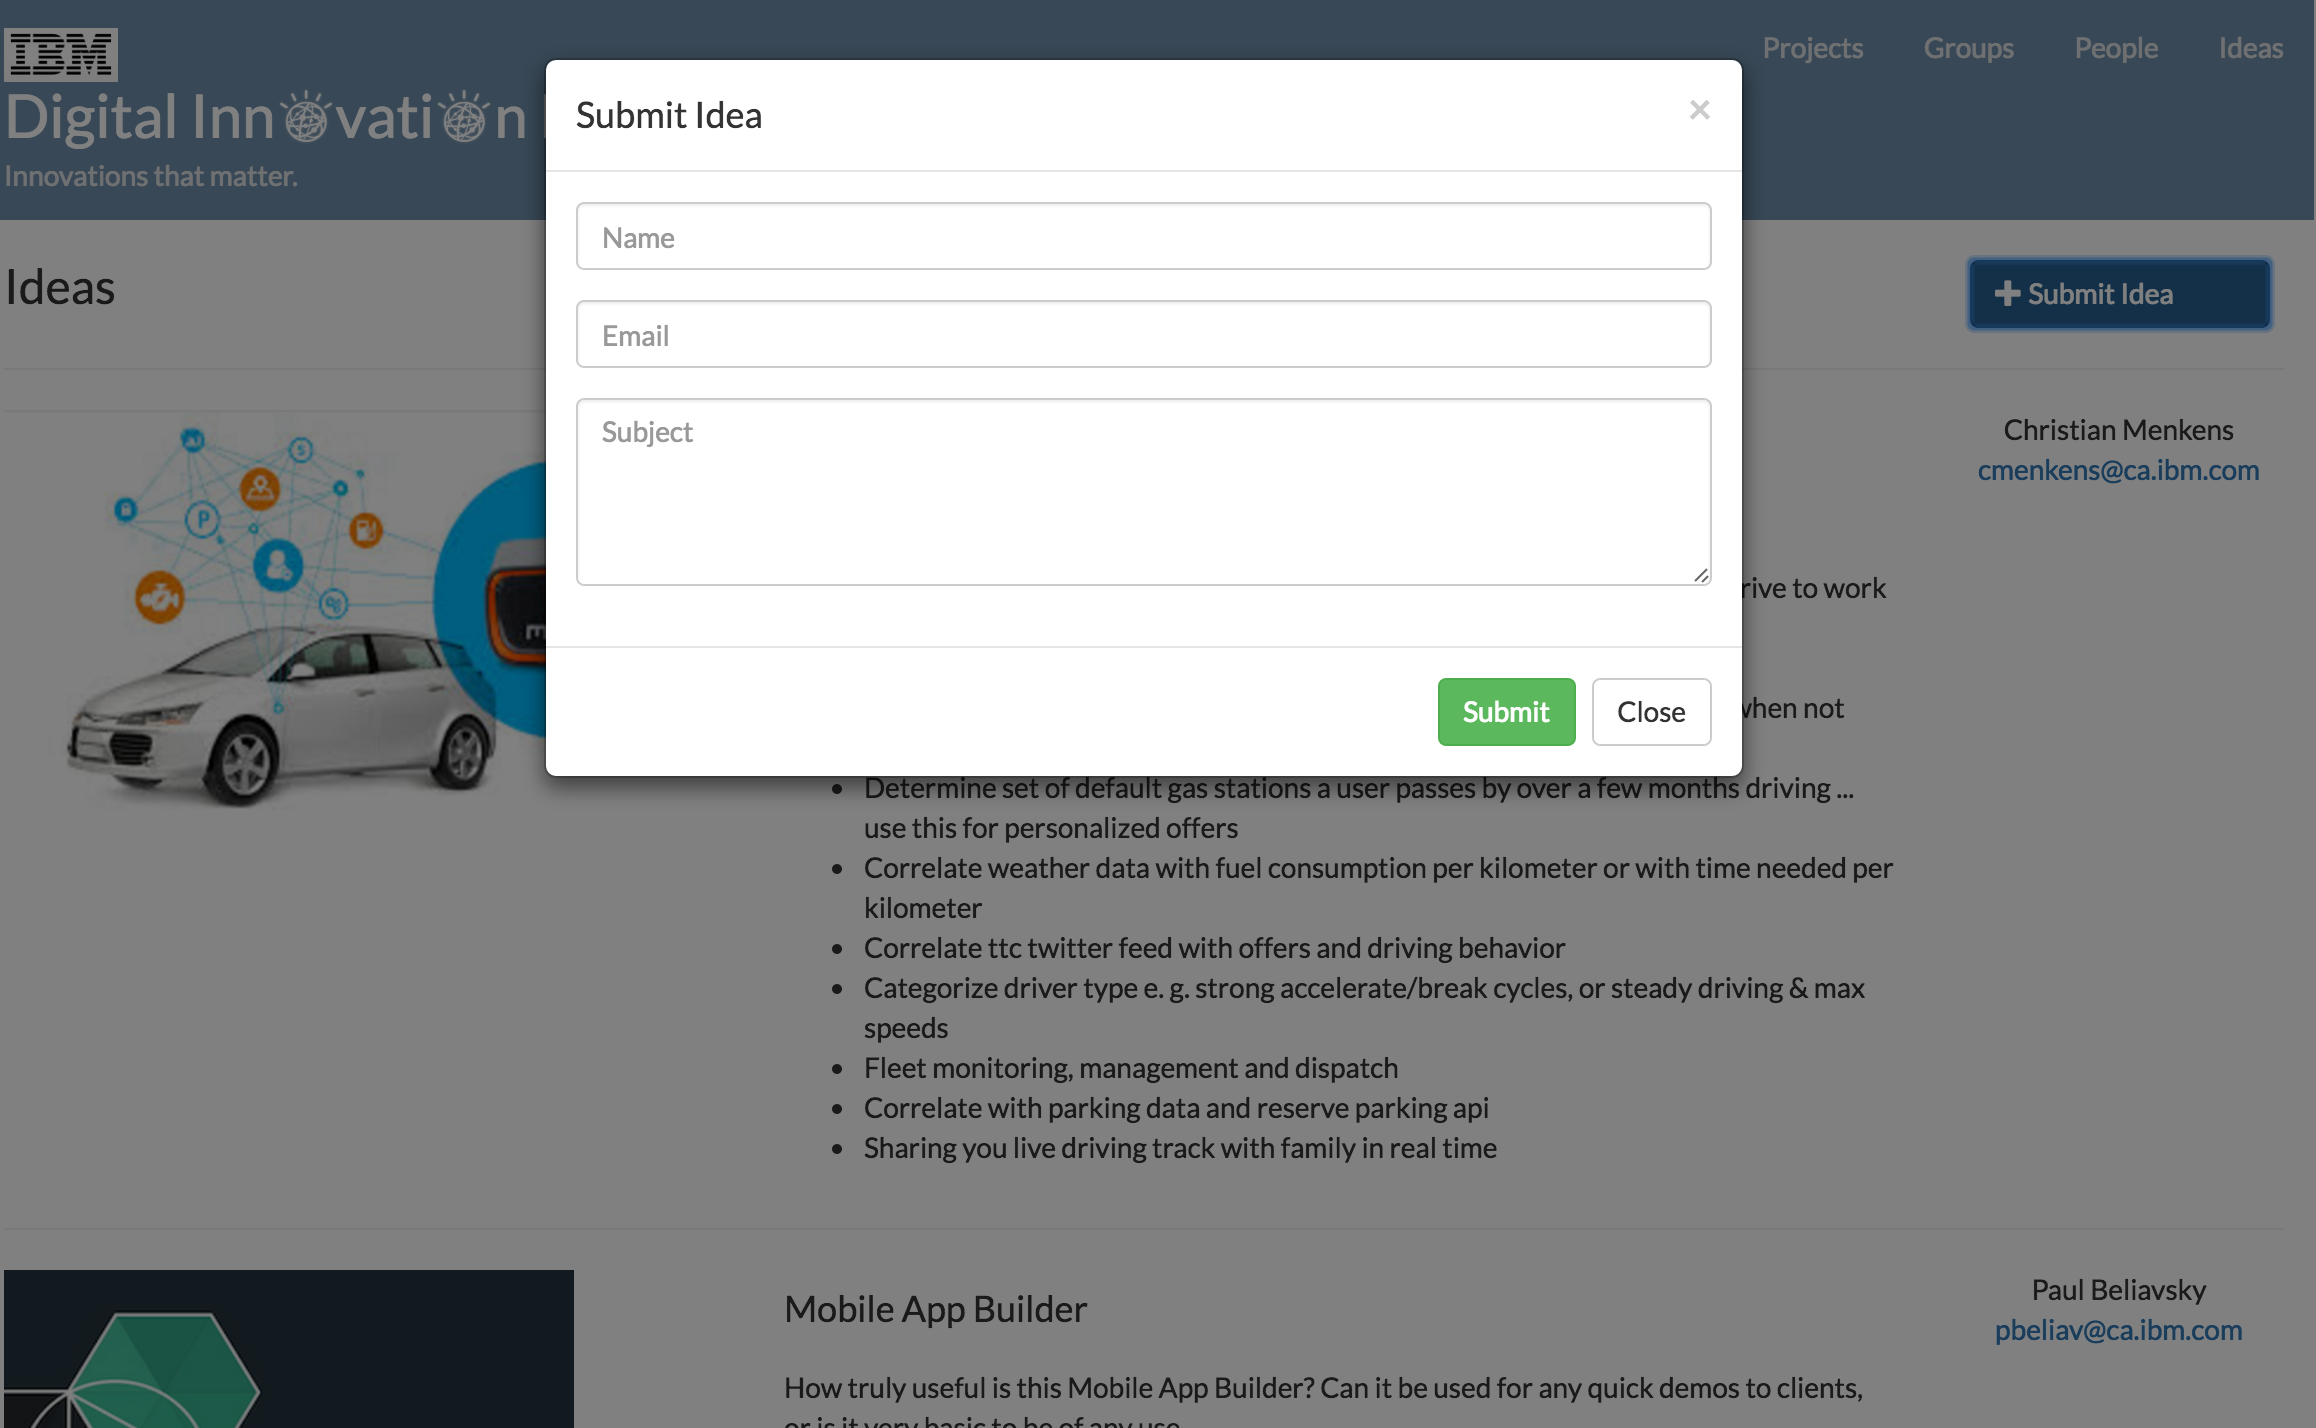 IBM
Projects Groups People Ideas
Digital Innovation
Innovations that matter.
Submit Idea
×
Name
Email
Subject
Submit Close
Ideas
Submit Idea
Christian Menkens
cmenkens@ca.ibm.com
P
S
to work
when not
Determine set of default gas stations a user passes by over a few months driving ...
use this for personalized offers
Correlate weather data with fuel consumption per kilometer or with time needed per
kilometer
Correlate ttc twitter feed with offers and driving behavior
Categorize driver type e. g. strong accelerate/break cycles, or steady driving & max
speeds
Fleet monitoring, management and dispatch
Correlate with parking data and reserve parking api
Sharing you live driving track with family in real time
Mobile App Builder
Paul Beliavsky
pbeliav@ca.ibm.com
How truly useful is this Mobile App Builder? Can it be used for any quick demos to clients,
or is it very basic to be of any use